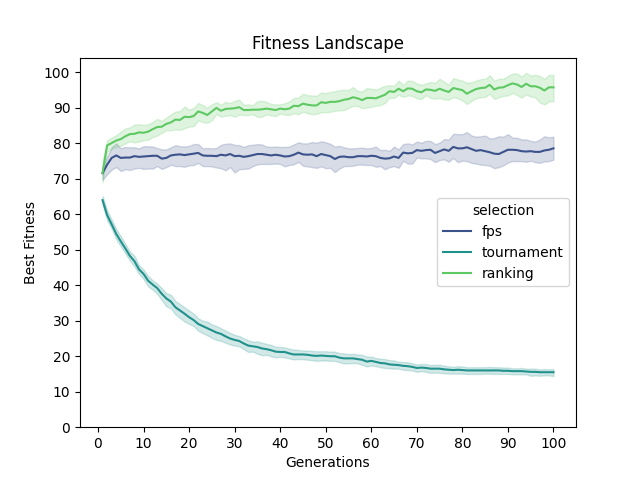 Fitness Landscape
Best Fitness
100
90
80
70
60
50
40
30
20
10
0
selection
fps
tournament
ranking
0 10 20 30 40 50 60 70 80 90 100
Generations